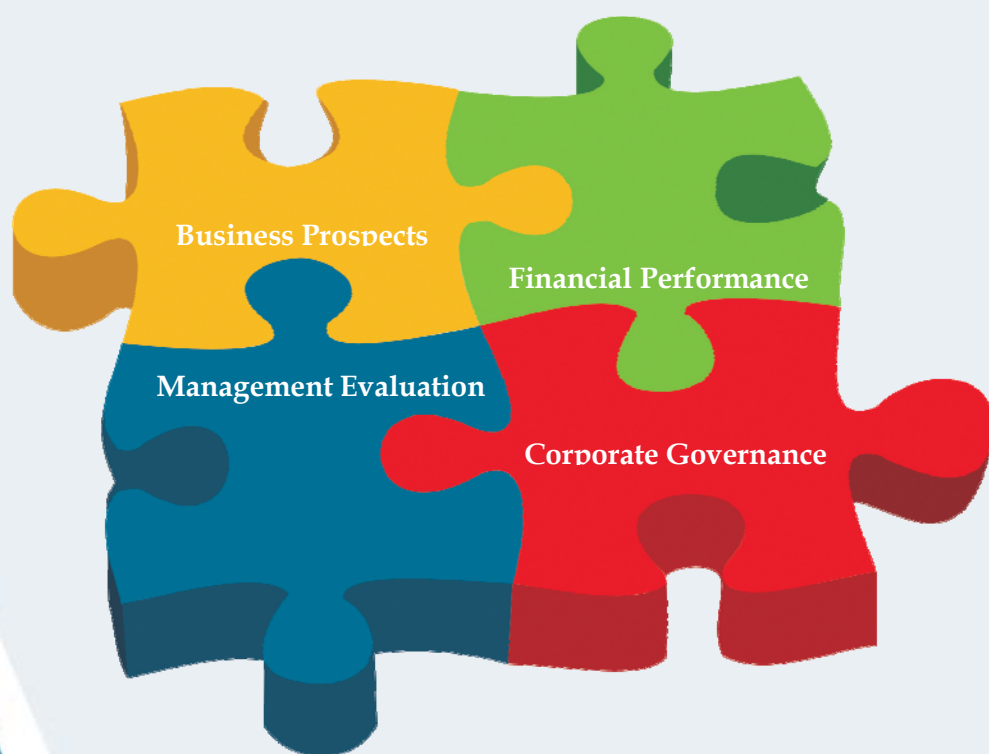 Business Prospects
Financial Performance
Management Evaluation
Corporate Governance